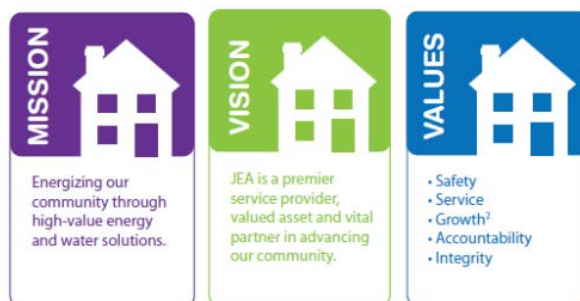 MISSION
Energizing our
community through
high-value energy
and water solutions.
VISION
JEA is a premier
service provider,
valued asset and vital
partner in advancing
our community.
VALUES
• Safety
• Service
• Growth²
• Accountability
• Integrity